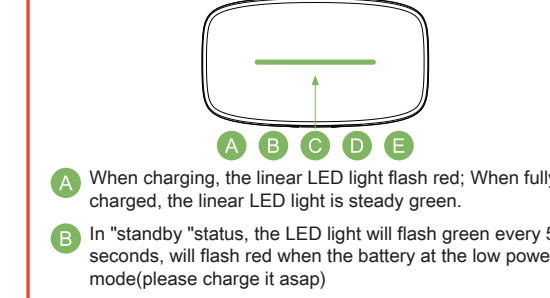 A B C D E
A When charging, the linear LED light flash red; When fully
charged, the linear LED light is steady green.
B In "standby "status, the LED light will flash green every 5
seconds, will flash red when the battery at the low power
mode(please charge it asap)